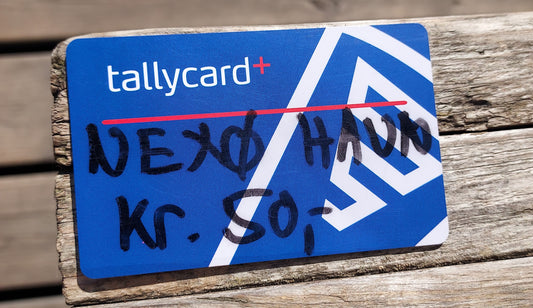 tallycard+
NEXØ HAVN
Kr. 50,-